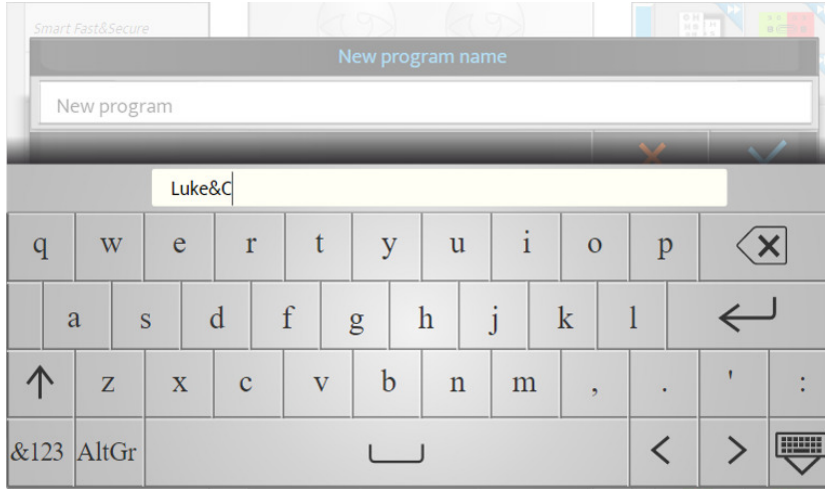 Smart Fast&Secure
New program name
New program
Luke&C
q w e r t y u i o p
a s d f g h j k l
z x c v b n m , . ' :
&123 AltGr < >